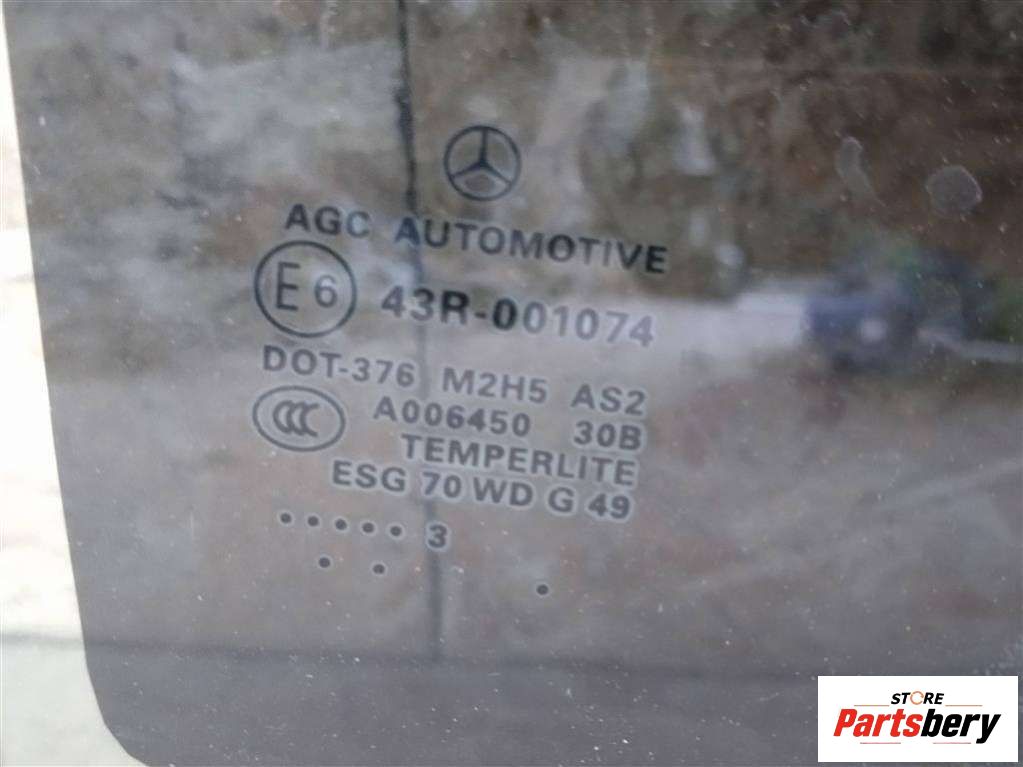 AGC AUTOMOTIVE
E6 43R-001074
DOT-376 M2H5 AS2
CCC A006450 30B
TEMPERLITE
ESG 70 WD G 49
. . . . . 3
. . .
STORE
Partsbery